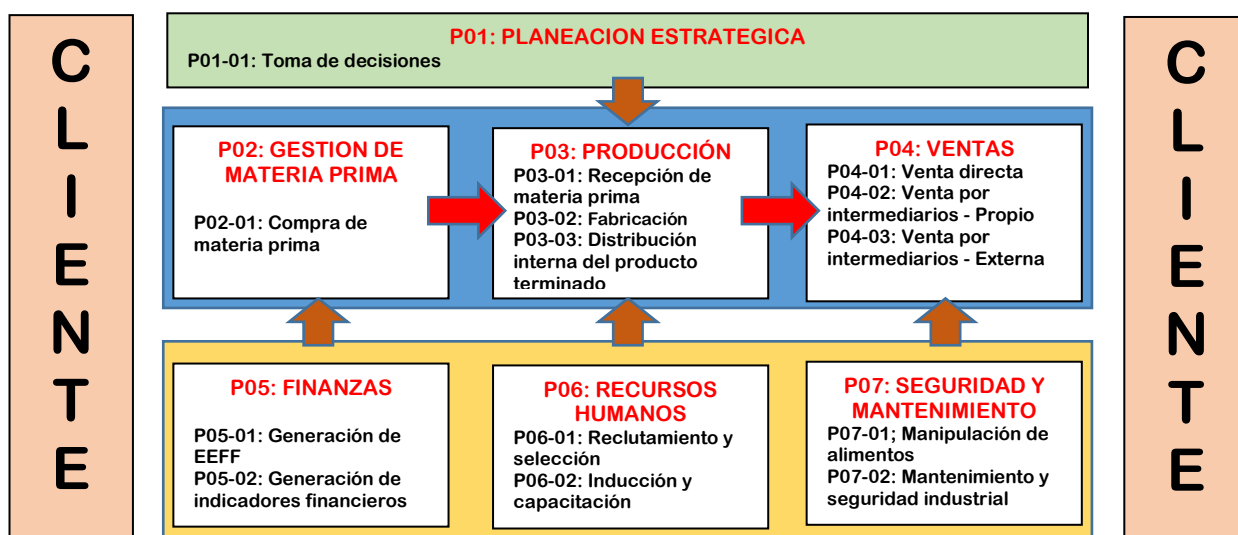 CLIENTE
P01: PLANEACION ESTRATEGICA
P01-01: Toma de decisiones
P02: GESTION DE
MATERIA PRIMA
P02-01: Compra de
materia prima
P03: PRODUCCIÓN
P03-01: Recepción de
materia prima
P03-02: Fabricación
P03-03: Distribución
interna del producto
terminado
P04: VENTAS
P04-01: Venta directa
P04-02: Venta por
intermediarios - Propio
P04-03: Venta por
intermediarios - Externa
P05: FINANZAS
P05-01: Generación de
EEFF
P05-02: Generación de
indicadores financieros
P06: RECURSOS
HUMANOS
P06-01: Reclutamiento y
selección
P06-02: Inducción y
capacitación
P07: SEGURIDAD Y
MANTENIMIENTO
P07-01; Manipulación de
alimentos
P07-02: Mantenimiento y
seguridad industrial
CLIENTE